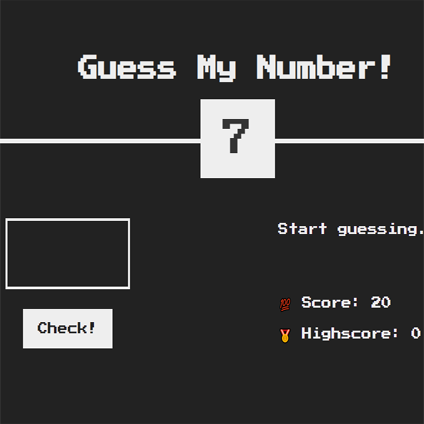 Guess My Number!
7
Start guessing.
Check!
💯 Score: 20
🥇 Highscore: 0